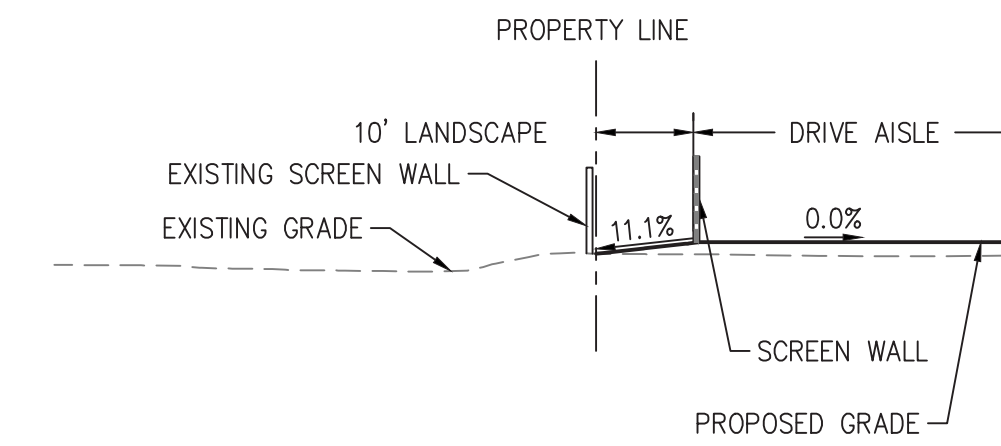 PROPERTY LINE
10' LANDSCAPE
DRIVE AISLE
EXISTING SCREEN WALL
EXISTING GRADE
11.1%
0.0%
SCREEN WALL
PROPOSED GRADE